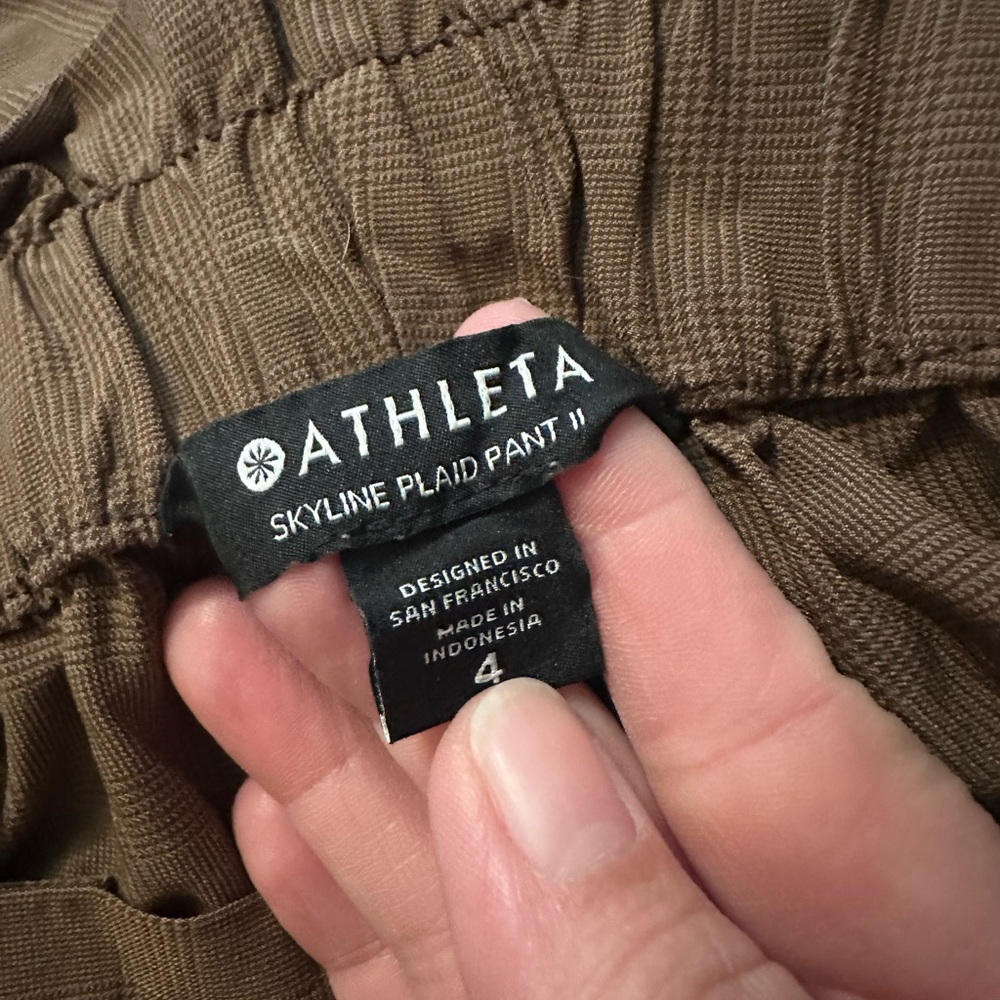 ATHLETA
SKYLINE PLAID PANT II
DESIGNED IN
SAN FRANCISCO
MADE IN
INDONESIA
4